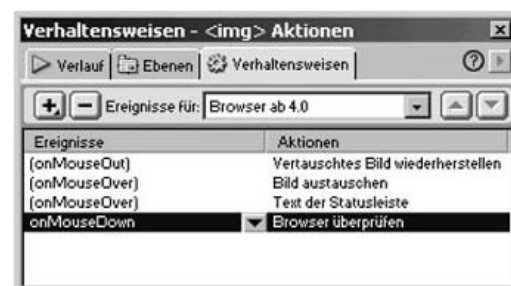 Verhaltensweisen - <img> Aktionen
Verlauf Ebenen Verhaltensweisen
Ereignisse für: Browser ab 4.0
Ereignisse Aktionen
(onMouseOut) Vertauschtes Bild wiederherstellen
(onMouseOver) Bild austauschen
(onMouseOver) Text der Statusleiste
onMouseDown Browser überprüfen